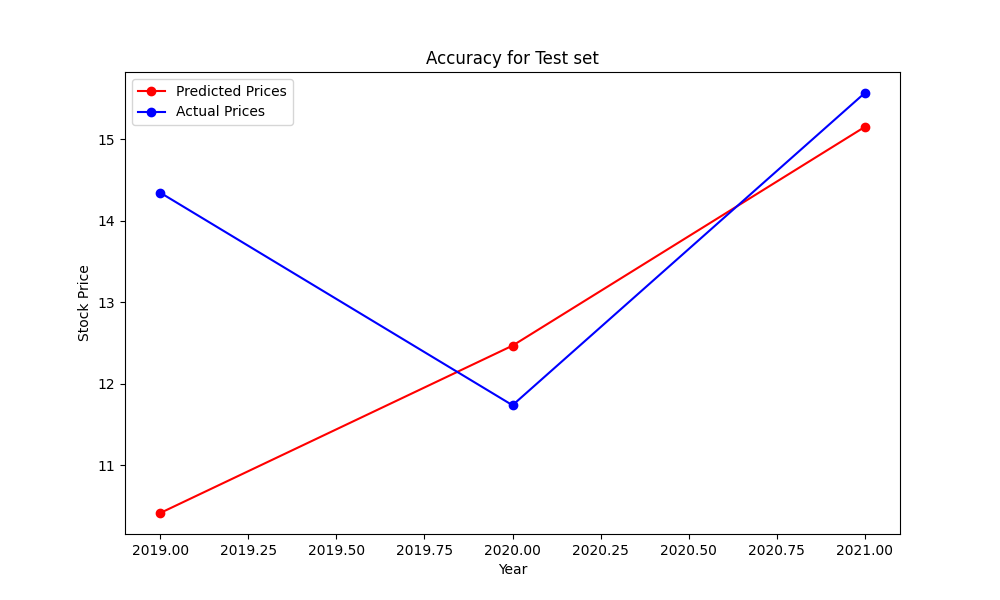 Accuracy for Test set
Predicted Prices
Actual Prices
15
14
13
12
11
Stock Price
2019.00 2019.25 2019.50 2019.75 2020.00 2020.25 2020.50 2020.75 2021.00
Year